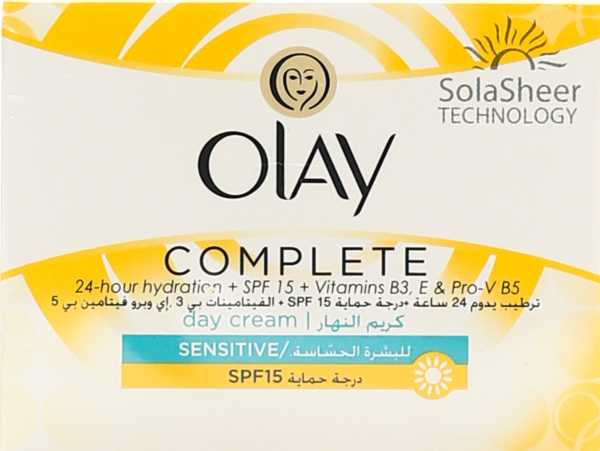 SolaSheer
TECHNOLOGY
OLAY
COMPLETE
24-hour hydration + SPF 15 + Vitamins B3, E & Pro-V B5
ترطيب يدوم 24 ساعة +درجة حماية SPF 15 + الفيتامينات بي 3، إي وبرو فيتامين بي 5
day cream | كريم النهار
SENSITIVE/للبشرة الحسّاسة.
SPF15 درجة حماية